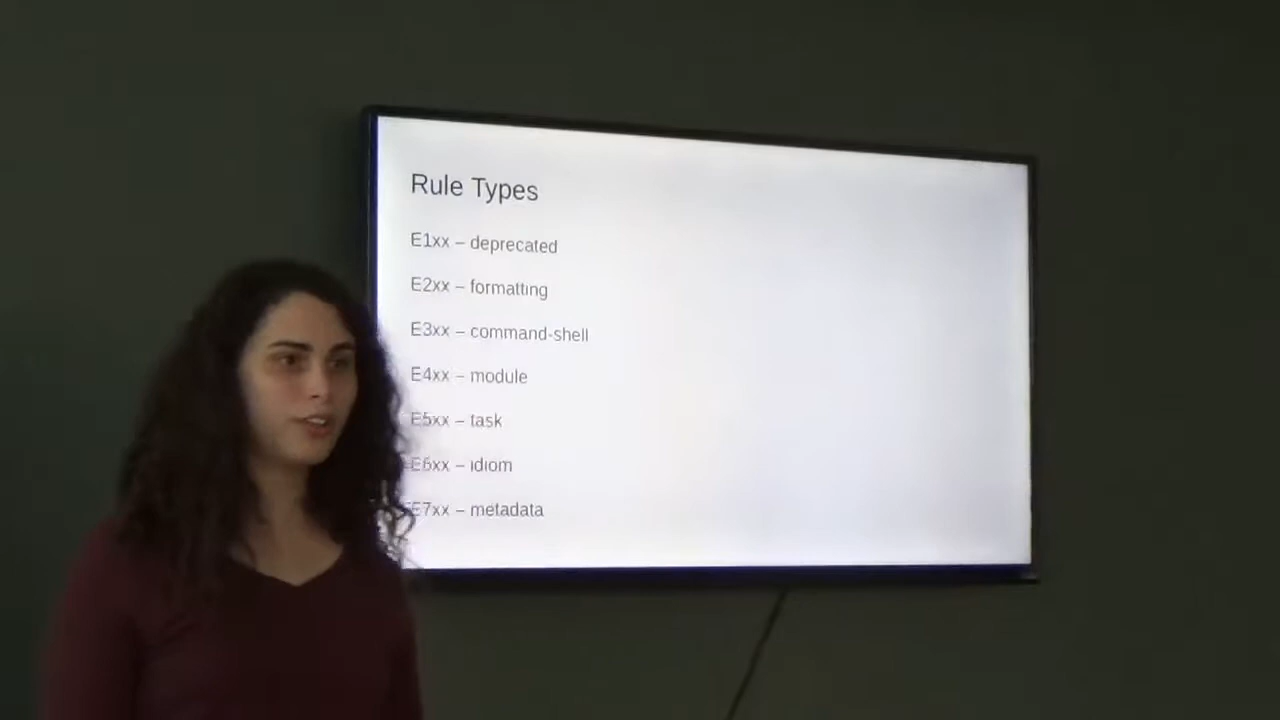 Rule Types
E1xx – deprecated
E2xx – formatting
E3xx – command-shell
E4xx – module
E5xx – task
E6xx – idiom
E7xx – metadata